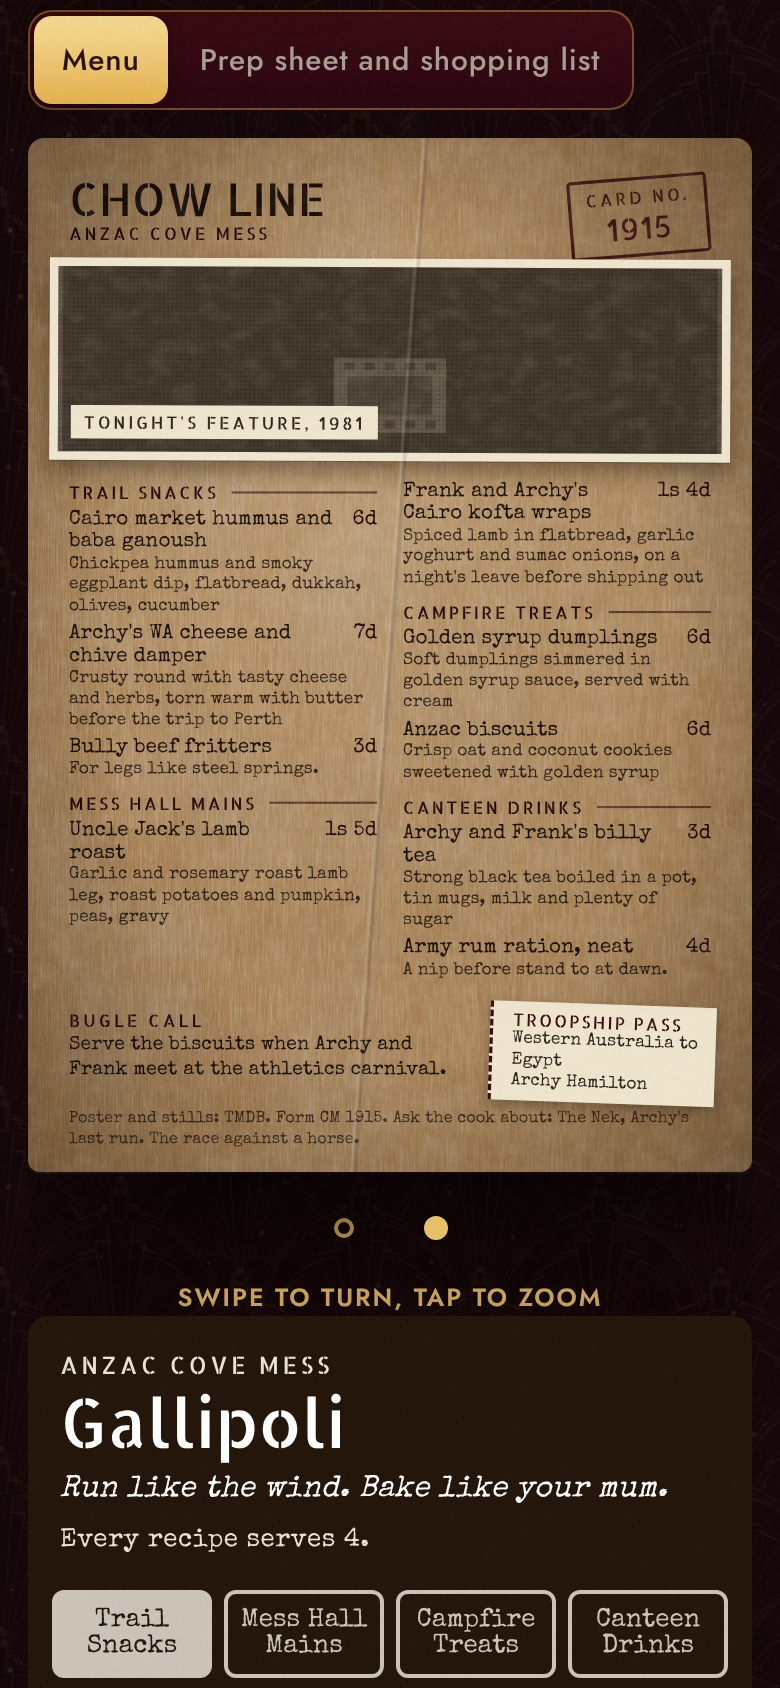 Menu
Prep sheet and shopping list
CHOW LINE
ANZAC COVE MESS
CARD NO.
1915
TONIGHT'S FEATURE, 1981
TRAIL SNACKS
Cairo market hummus and 6d
baba ganoush
Chickpea hummus and smoky
eggplant dip, flatbread, dukkah,
olives, cucumber
Archy's WA cheese and 7d
chive damper
Crusty round with tasty cheese
and herbs, torn warm with butter
before the trip to Perth
Bully beef fritters 3d
For legs like steel springs.
MESS HALL MAINS
Uncle Jack's lamb 1s 5d
roast
Garlic and rosemary roast lamb
leg, roast potatoes and pumpkin,
peas, gravy
Frank and Archy's 1s 4d
Cairo kofta wraps
Spiced lamb in flatbread, garlic
yoghurt and sumac onions, on a
night's leave before shipping out
CAMPFIRE TREATS
Golden syrup dumplings 6d
Soft dumplings simmered in
golden syrup sauce, served with
cream
Anzac biscuits 6d
Crisp oat and coconut cookies
sweetened with golden syrup
CANTEEN DRINKS
Archy and Frank's billy 3d
tea
Strong black tea boiled in a pot,
tin mugs, milk and plenty of
sugar
Army rum ration, neat 4d
A nip before stand to at dawn.
BUGLE CALL
Serve the biscuits when Archy and
Frank meet at the athletics carnival.
TROOPSHIP PASS
Western Australia to
Egypt
Archy Hamilton
Poster and stills: TMDB. Form CM 1915. Ask the cook about: The Nek, Archy's
last run. The race against a horse.
SWIPE TO TURN, TAP TO ZOOM
ANZAC COVE MESS
Gallipoli
Run like the wind. Bake like your mum.
Every recipe serves 4.
Trail
Snacks
Mess Hall
Mains
Campfire
Treats
Canteen
Drinks